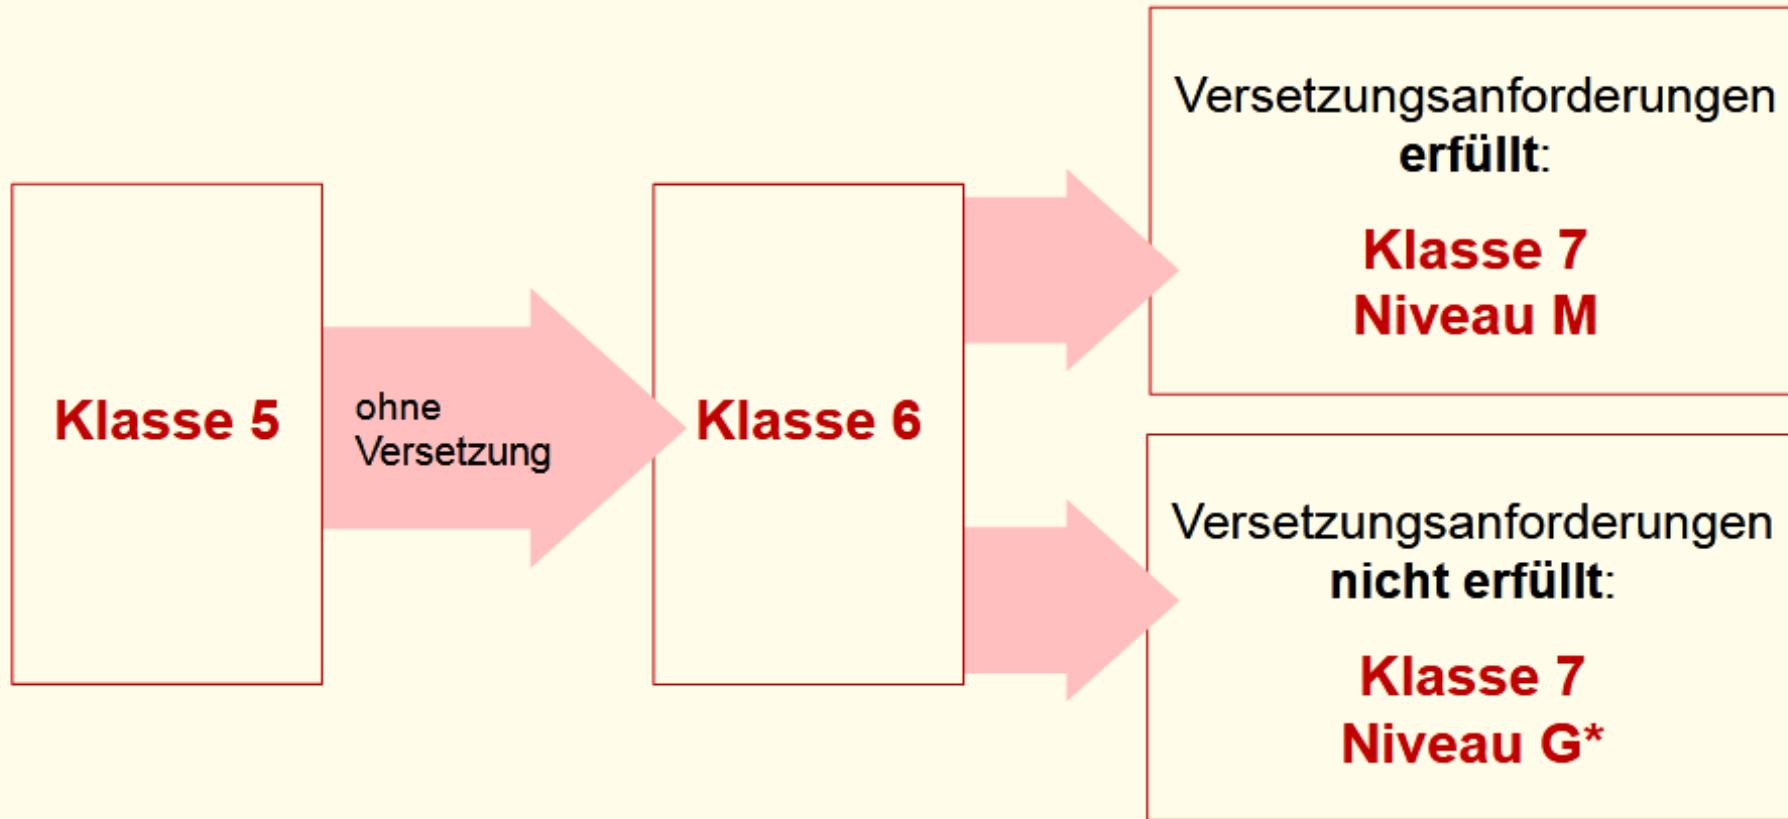 Klasse 5
ohne
Versetzung
Klasse 6
Versetzungsanforderungen
erfüllt:
Klasse 7
Niveau M
Versetzungsanforderungen
nicht erfüllt:
Klasse 7
Niveau G*